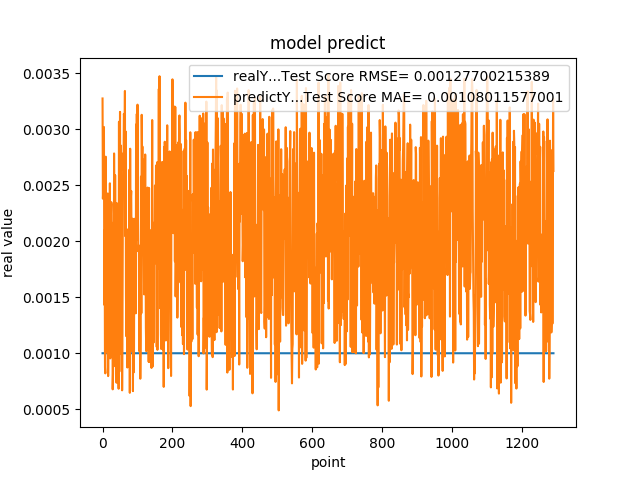 model predict
realY...Test Score RMSE= 0.00127700215389
predictY...Test Score MAE= 0.00108011577001
0.0035
0.0030
0.0025
0.0020
0.0015
0.0010
0.0005
real value
0 200 400 600 800 1000 1200
point